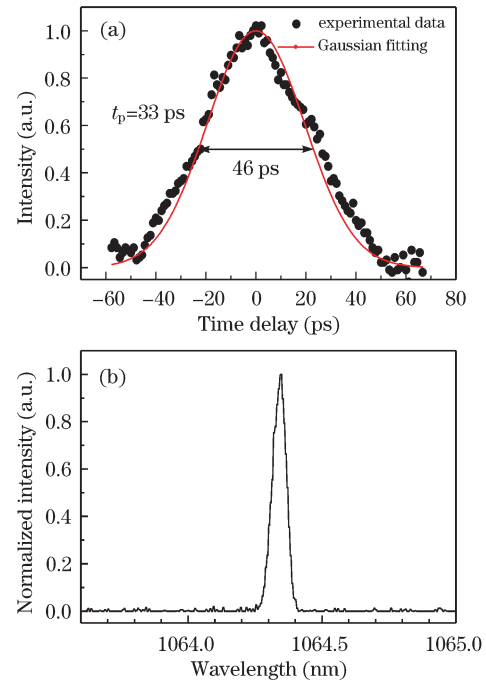 (a)
experimental data
Gaussian fitting
tp=33 ps
46 ps
1.0
0.8
0.6
0.4
0.2
0.0
Intensity (a.u.)
−60 −40 −20 0 20 40 60 80
Time delay (ps)
(b)
1.0
0.8
0.6
0.4
0.2
0.0
Normalized intensity (a.u.)
1064.0 1064.5 1065.0
Wavelength (nm)